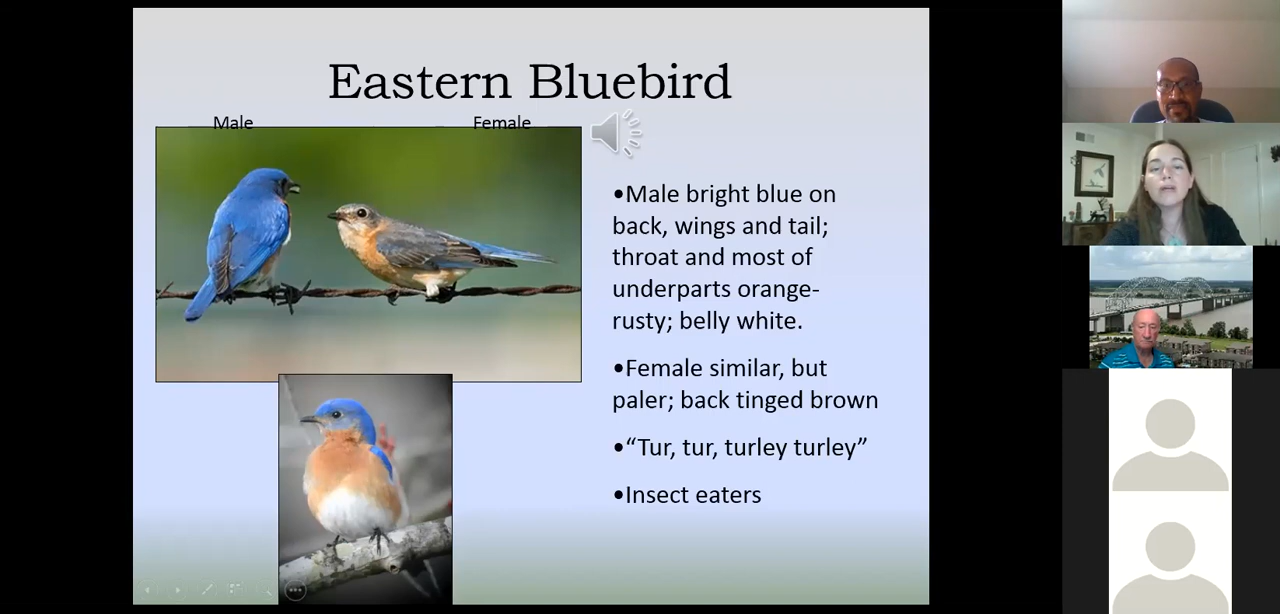 Eastern Bluebird
Male
Female
•Male bright blue on
back, wings and tail;
throat and most of
underparts orange-
rusty; belly white.
•Female similar, but
paler; back tinged brown
•“Tur, tur, turley turley”
•Insect eaters